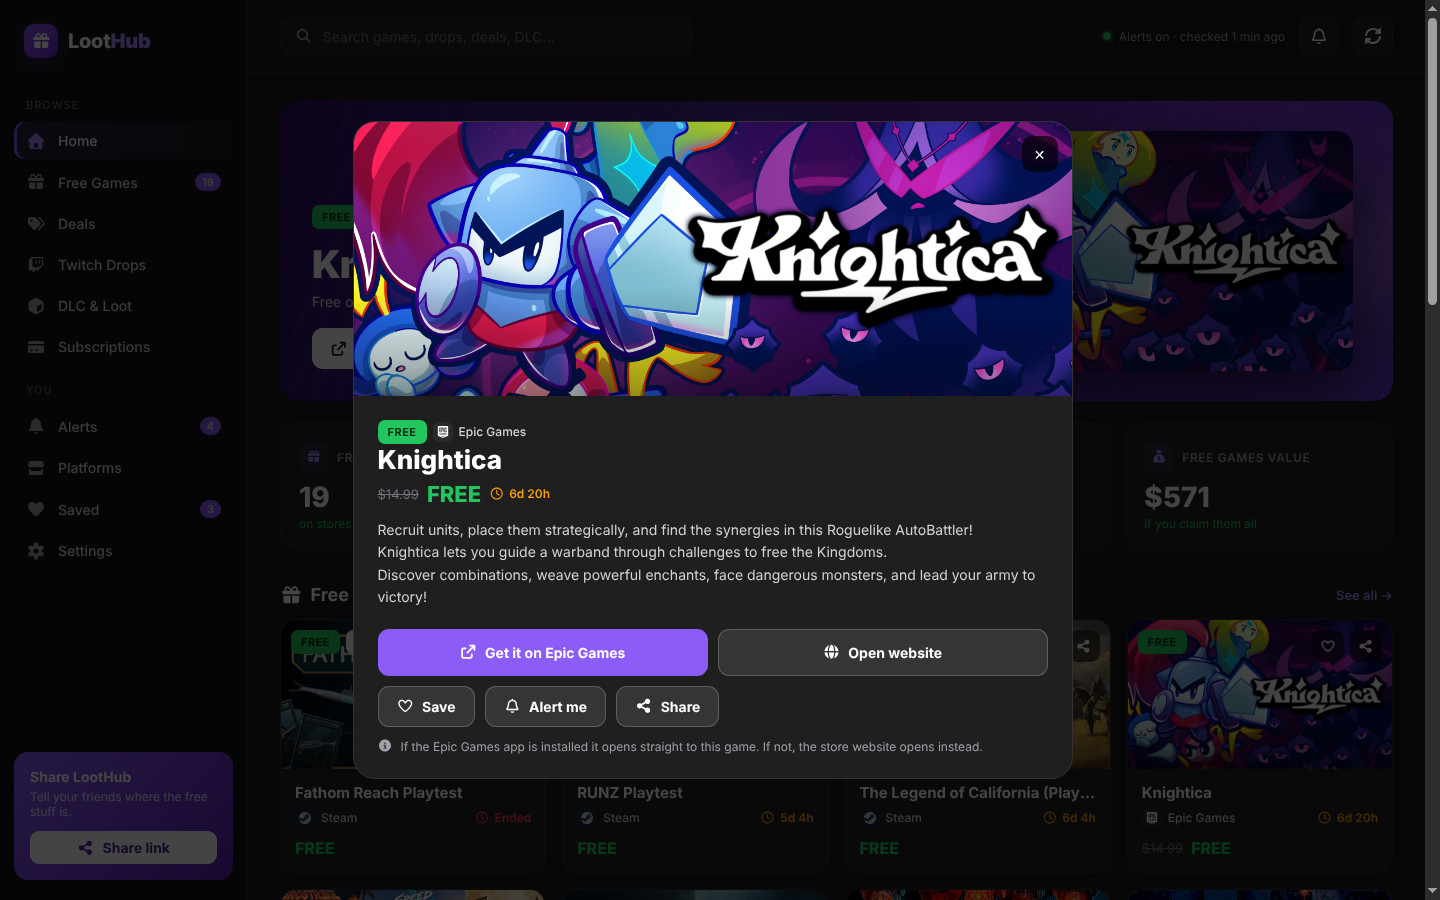 LootHub
Search games, drops, deals, DLC...
Alerts on · checked 1 min ago
BROWSE
Home
Free Games
19
Deals
Twitch Drops
DLC & Loot
Subscriptions
YOU
Alerts
4
Platforms
Saved
3
Settings
Share LootHub
Tell your friends where the free
stuff is.
Share link
FREE
Kn
Free o
Knightica
Knightica
FREE
Epic Games
Knightica
$14.99 FREE 6d 20h
Recruit units, place them strategically, and find the synergies in this Roguelike AutoBattler!
Knightica lets you guide a warband through challenges to free the Kingdoms.
Discover combinations, weave powerful enchants, face dangerous monsters, and lead your army to
victory!
Get it on Epic Games
Open website
Save
Alert me
Share
If the Epic Games app is installed it opens straight to this game. If not, the store website opens instead.
FR
19
on stores
FREE GAMES VALUE
$571
if you claim them all
Free
See all →
FREE
FATH
Fathom Reach Playtest
Steam
Ended
FREE
RUNZ Playtest
Steam
5d 4h
FREE
The Legend of California (Play...
Steam
6d 4h
FREE
FREE
Knightica
Knightica
Epic Games
6d 20h
$14.99 FREE